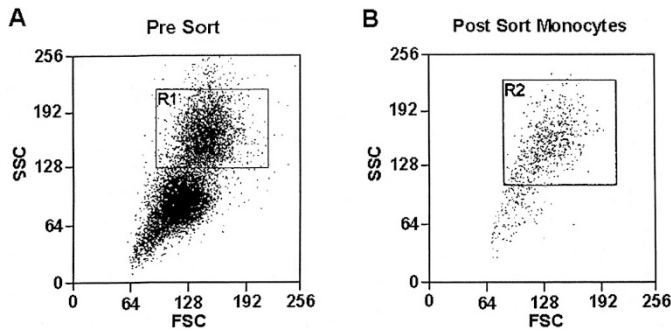 A
Pre Sort
256
192
128
64
0
SSC
R1
0 64 128 192 256
FSC
B
Post Sort Monocytes
256
192
128
64
0
SSC
R2
0 64 128 192 256
FSC